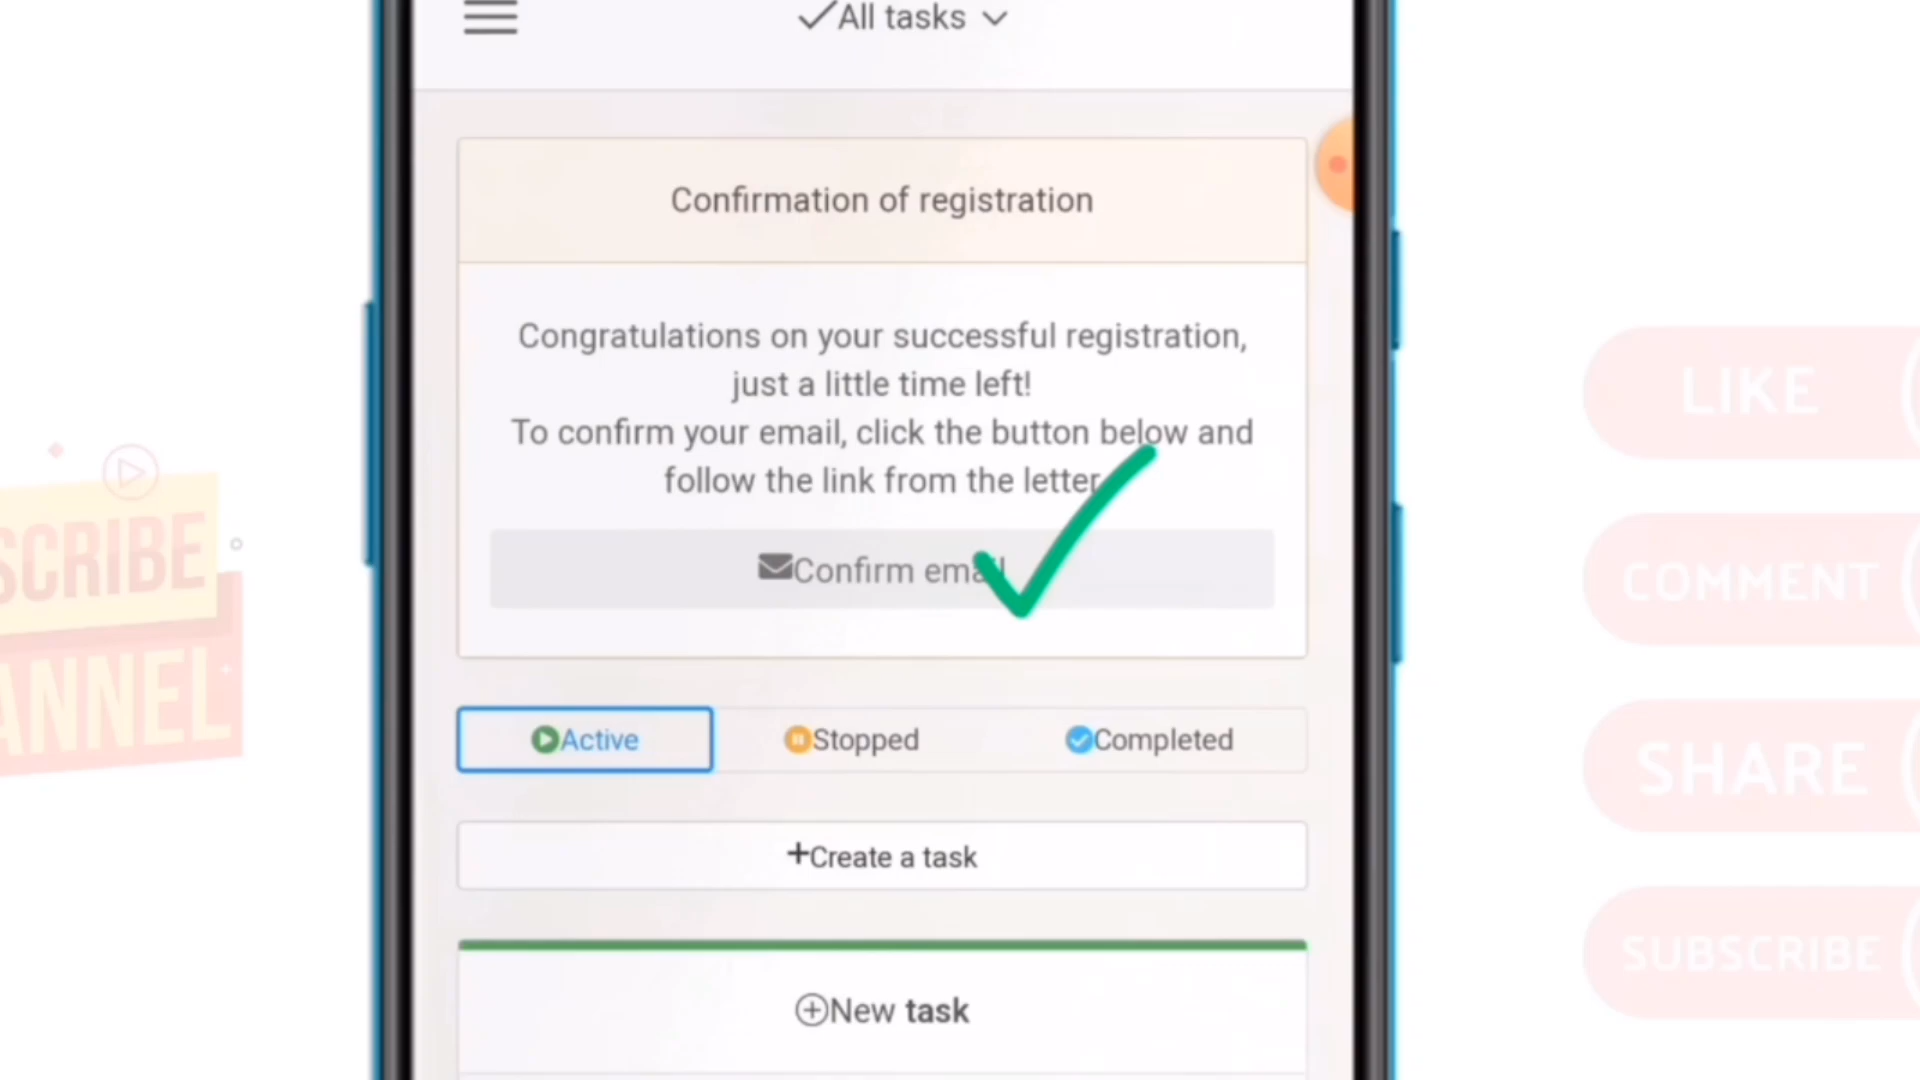 All tasks
Confirmation of registration
Congratulations on your successful registration,
just a little time left!
To confirm your email, click the button below and
follow the link from the letter
Confirm email
Active
Stopped
Completed
+Create a task
New task
SCRIBE
ANNEL
LIKE
COMMENT
SHARE
SUBSCRIBE